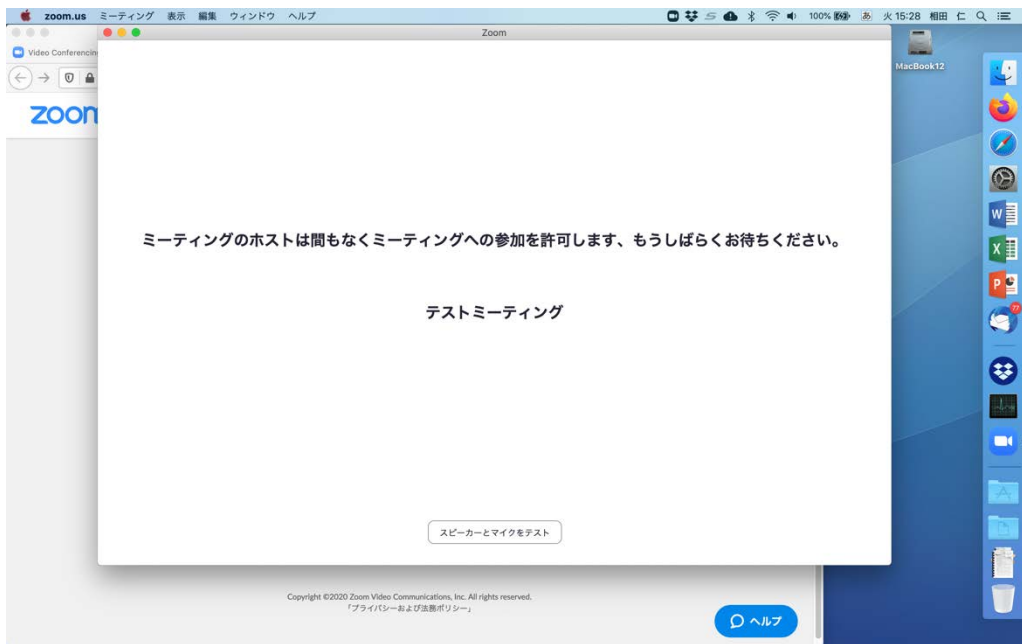 zoom.us ミーティング 表示 編集 ウィンドウ ヘルプ 100% あ 火 15:28 相田 仁
Zoom
MacBook12
Video Conferencin
zoom
ミーティングのホストは間もなくミーティングへの参加を許可します、もうしばらくお待ちください。
テストミーティング
スピーカーとマイクをテスト
Copyright ©2020 Zoom Video Communications, Inc. All rights reserved.
「プライバシーおよび法務ポリシー」
ヘルプ
W
X
P
77